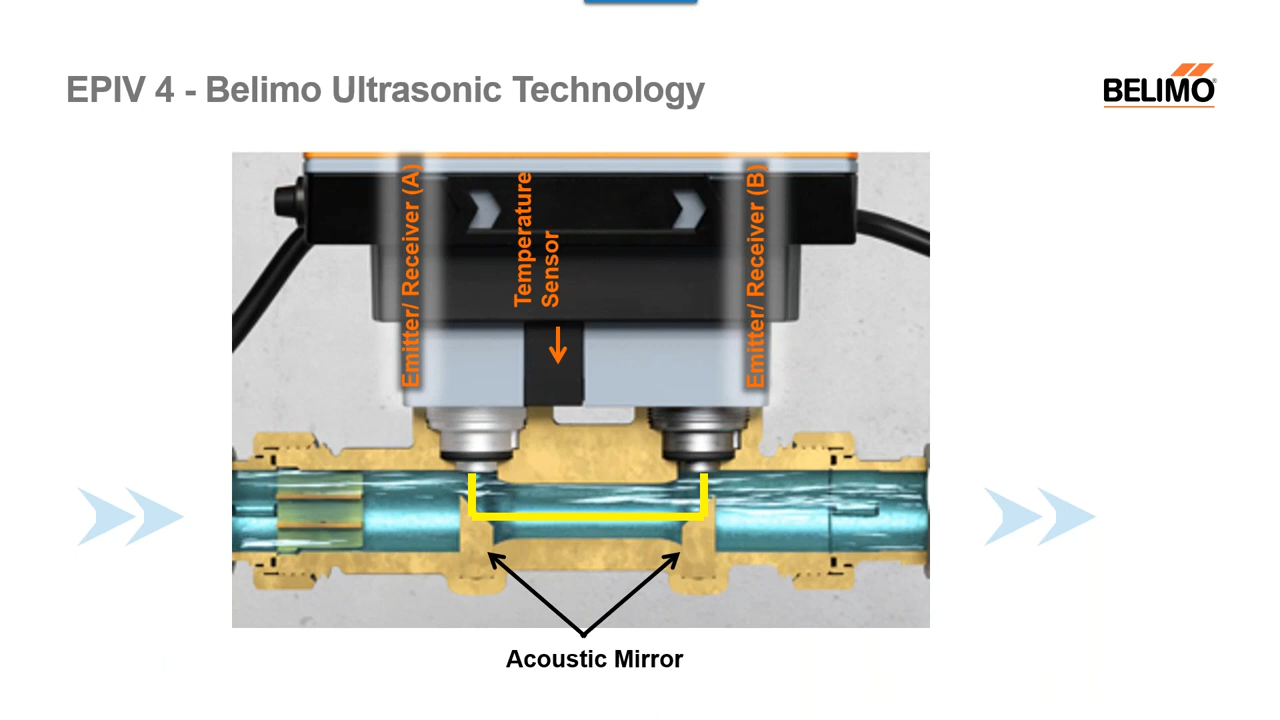 EPIV 4 - Belimo Ultrasonic Technology
BELIMO®
Emitter/ Receiver (A)
Temperature
Sensor
Emitter/ Receiver (B)
Acoustic Mirror